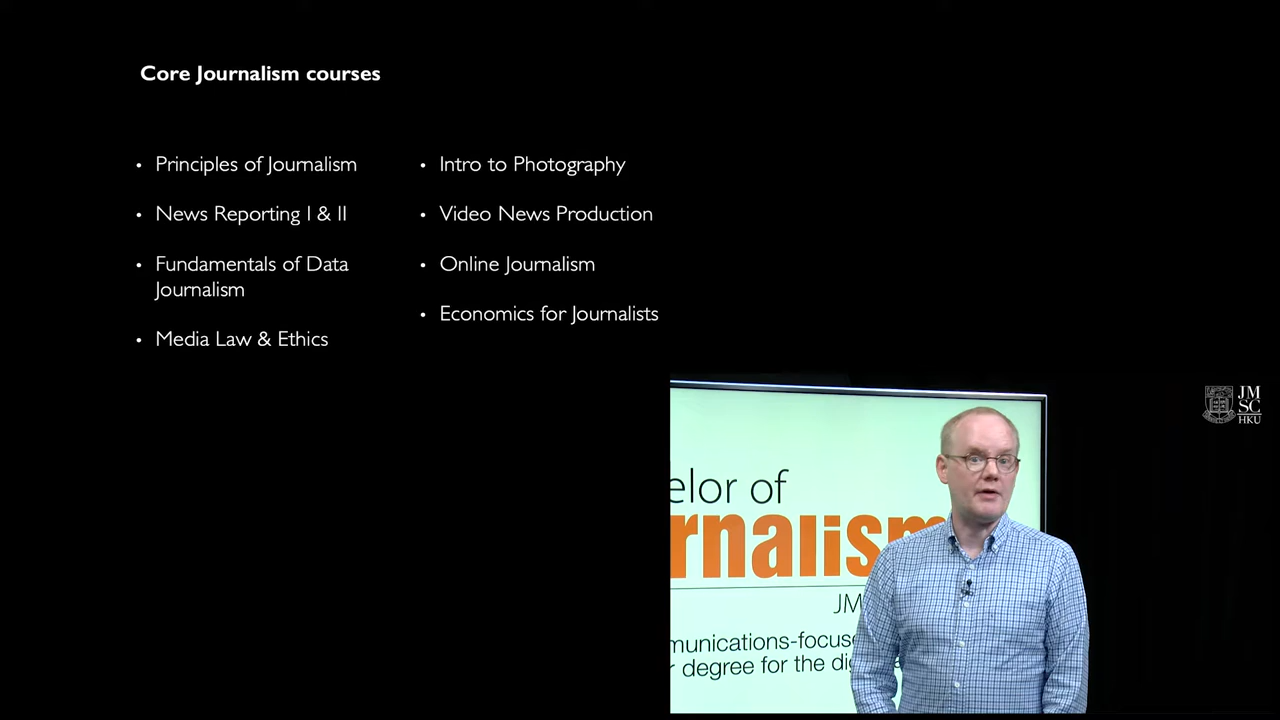 Core Journalism courses
• Principles of Journalism
• News Reporting I & II
• Fundamentals of Data
Journalism
• Media Law & Ethics
• Intro to Photography
• Video News Production
• Online Journalism
• Economics for Journalists
JM
SC
HKU
elor of
rnalism
JM
munications-focuse
r degree for the dig